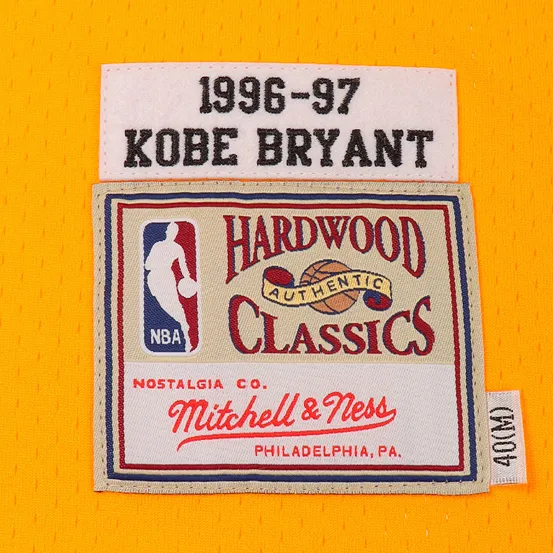 1996-97
KOBE BRYANT
HARDWOOD
AUTHENTIC
CLASSICS
NBA
NOSTALGIA CO.
Mitchell & Ness
PHILADELPHIA, PA.
40(M)